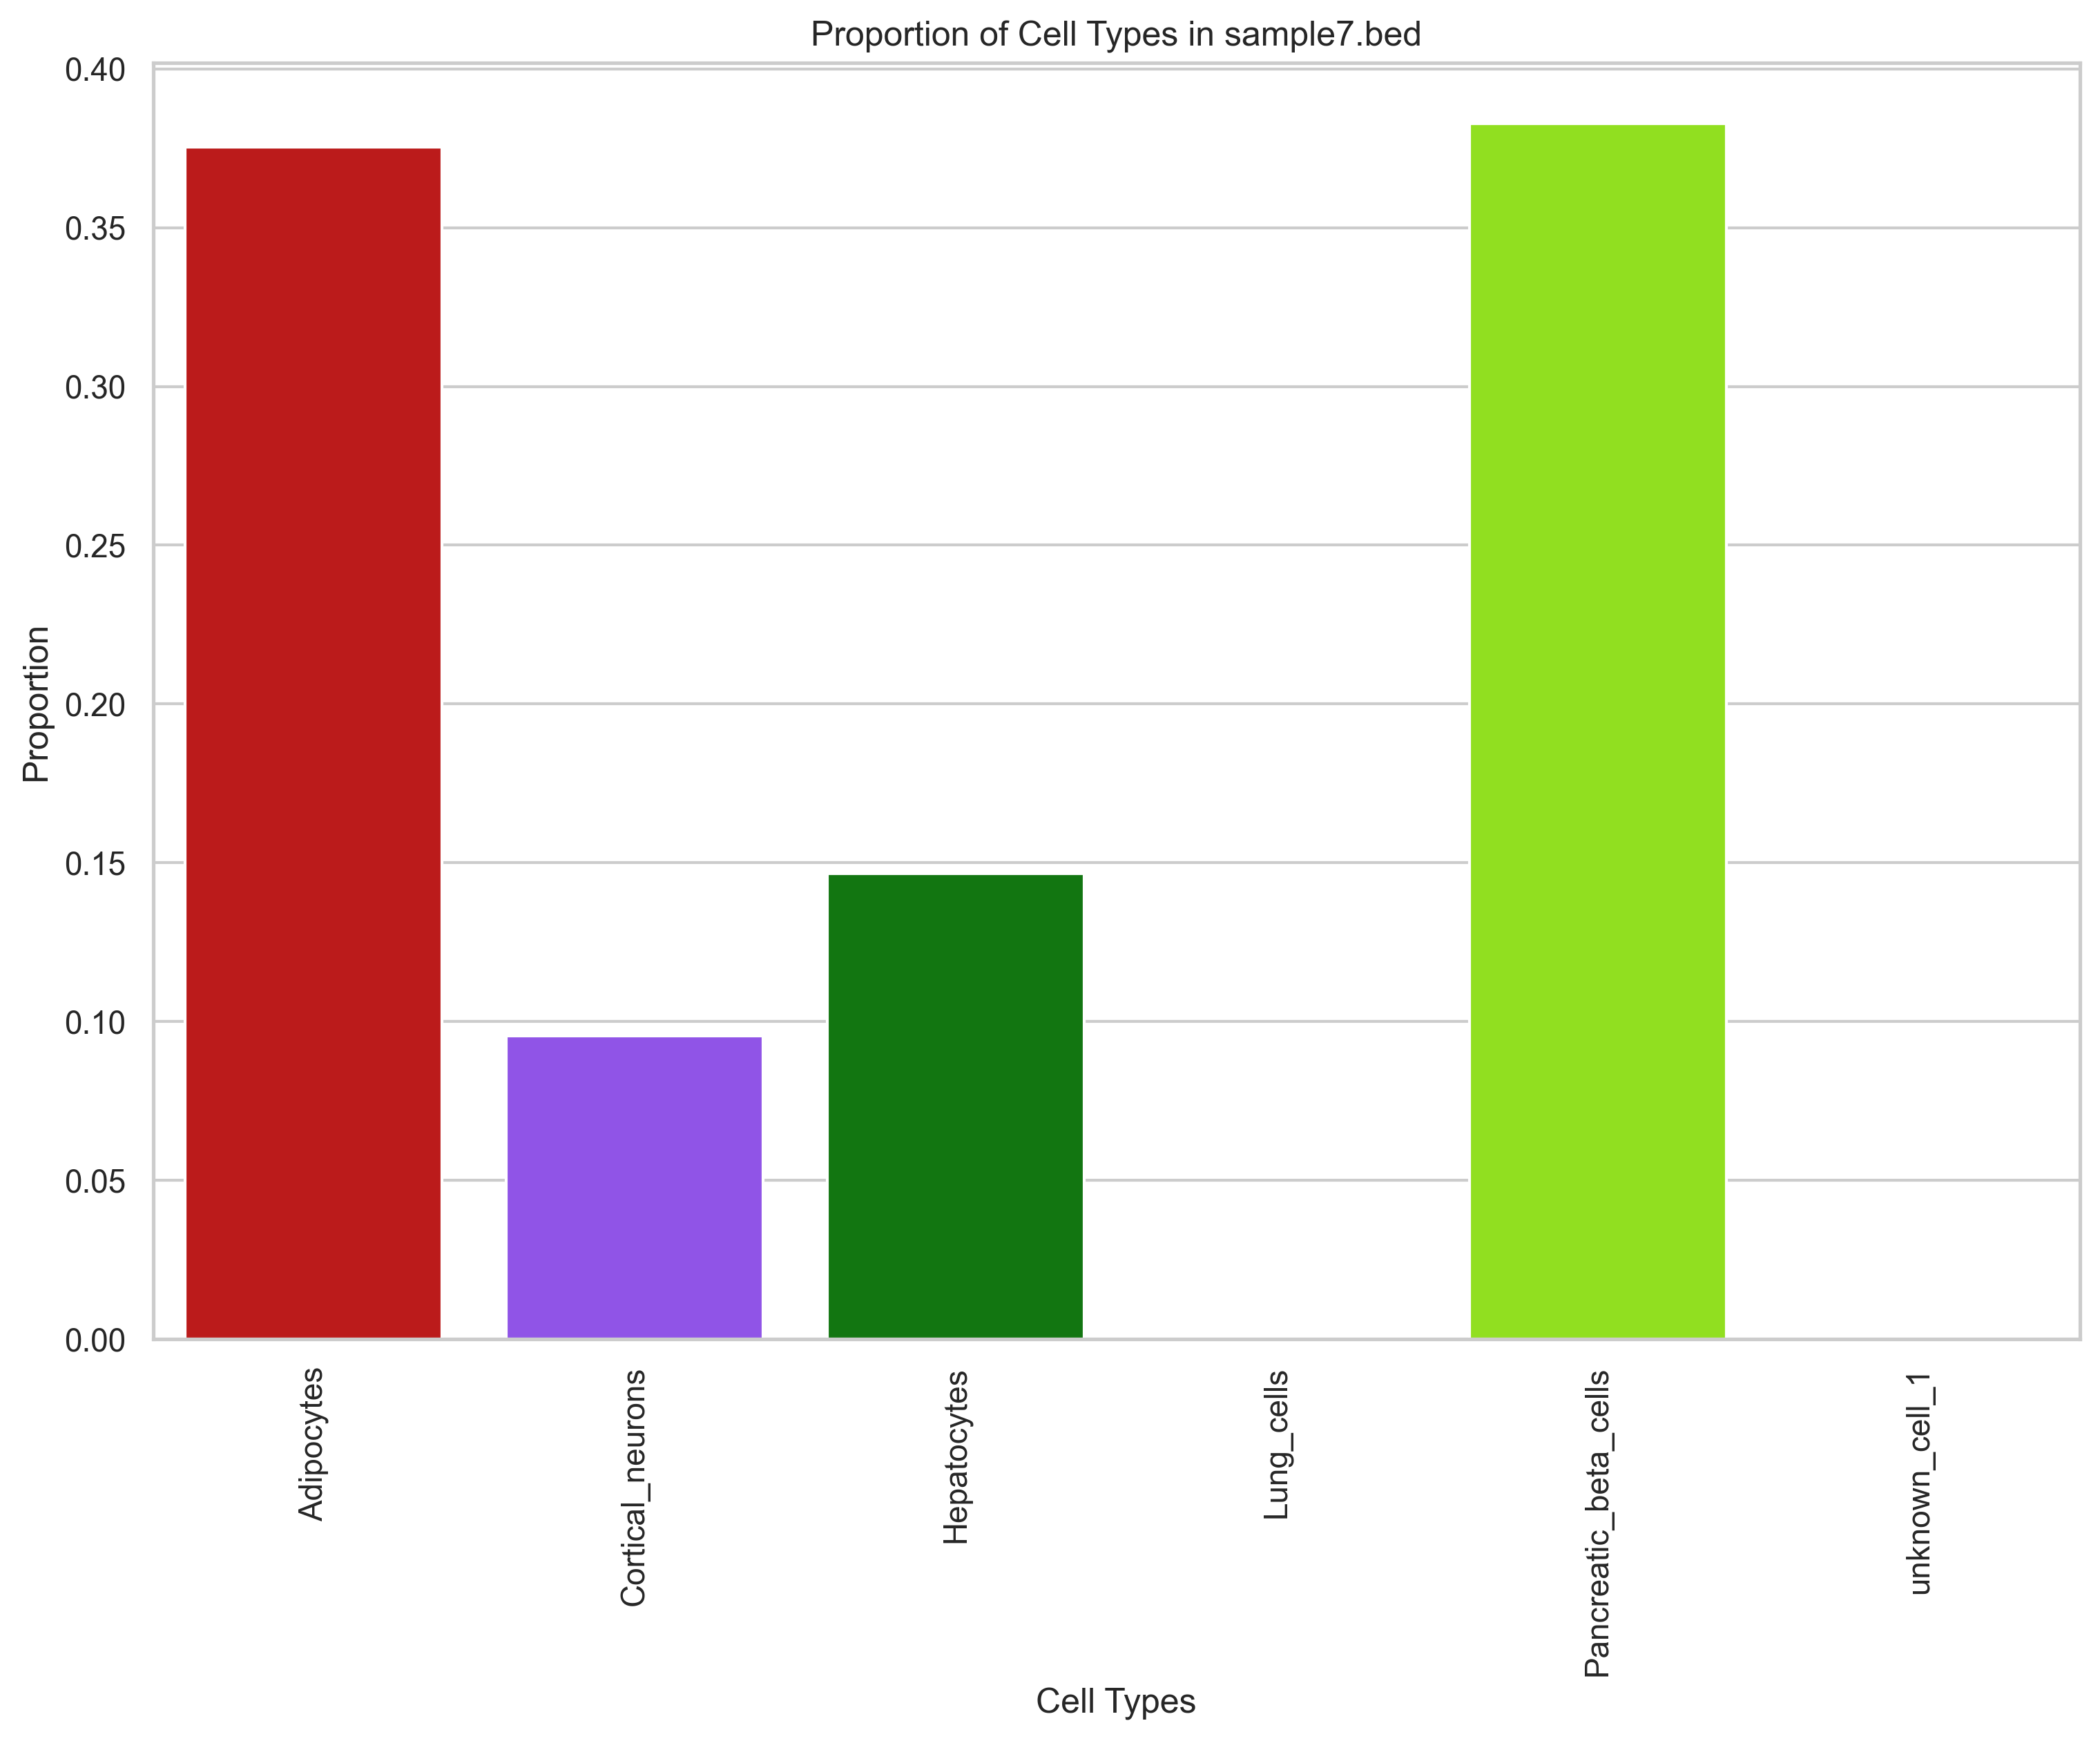 Proportion of Cell Types in sample7.bed
0.40
0.35
0.30
0.25
0.20
0.15
0.10
0.05
0.00
Proportion
Adipocytes
Cortical_neurons
Hepatocytes
Lung_cells
Pancreatic_beta_cells
unknown_cell_1
Cell Types